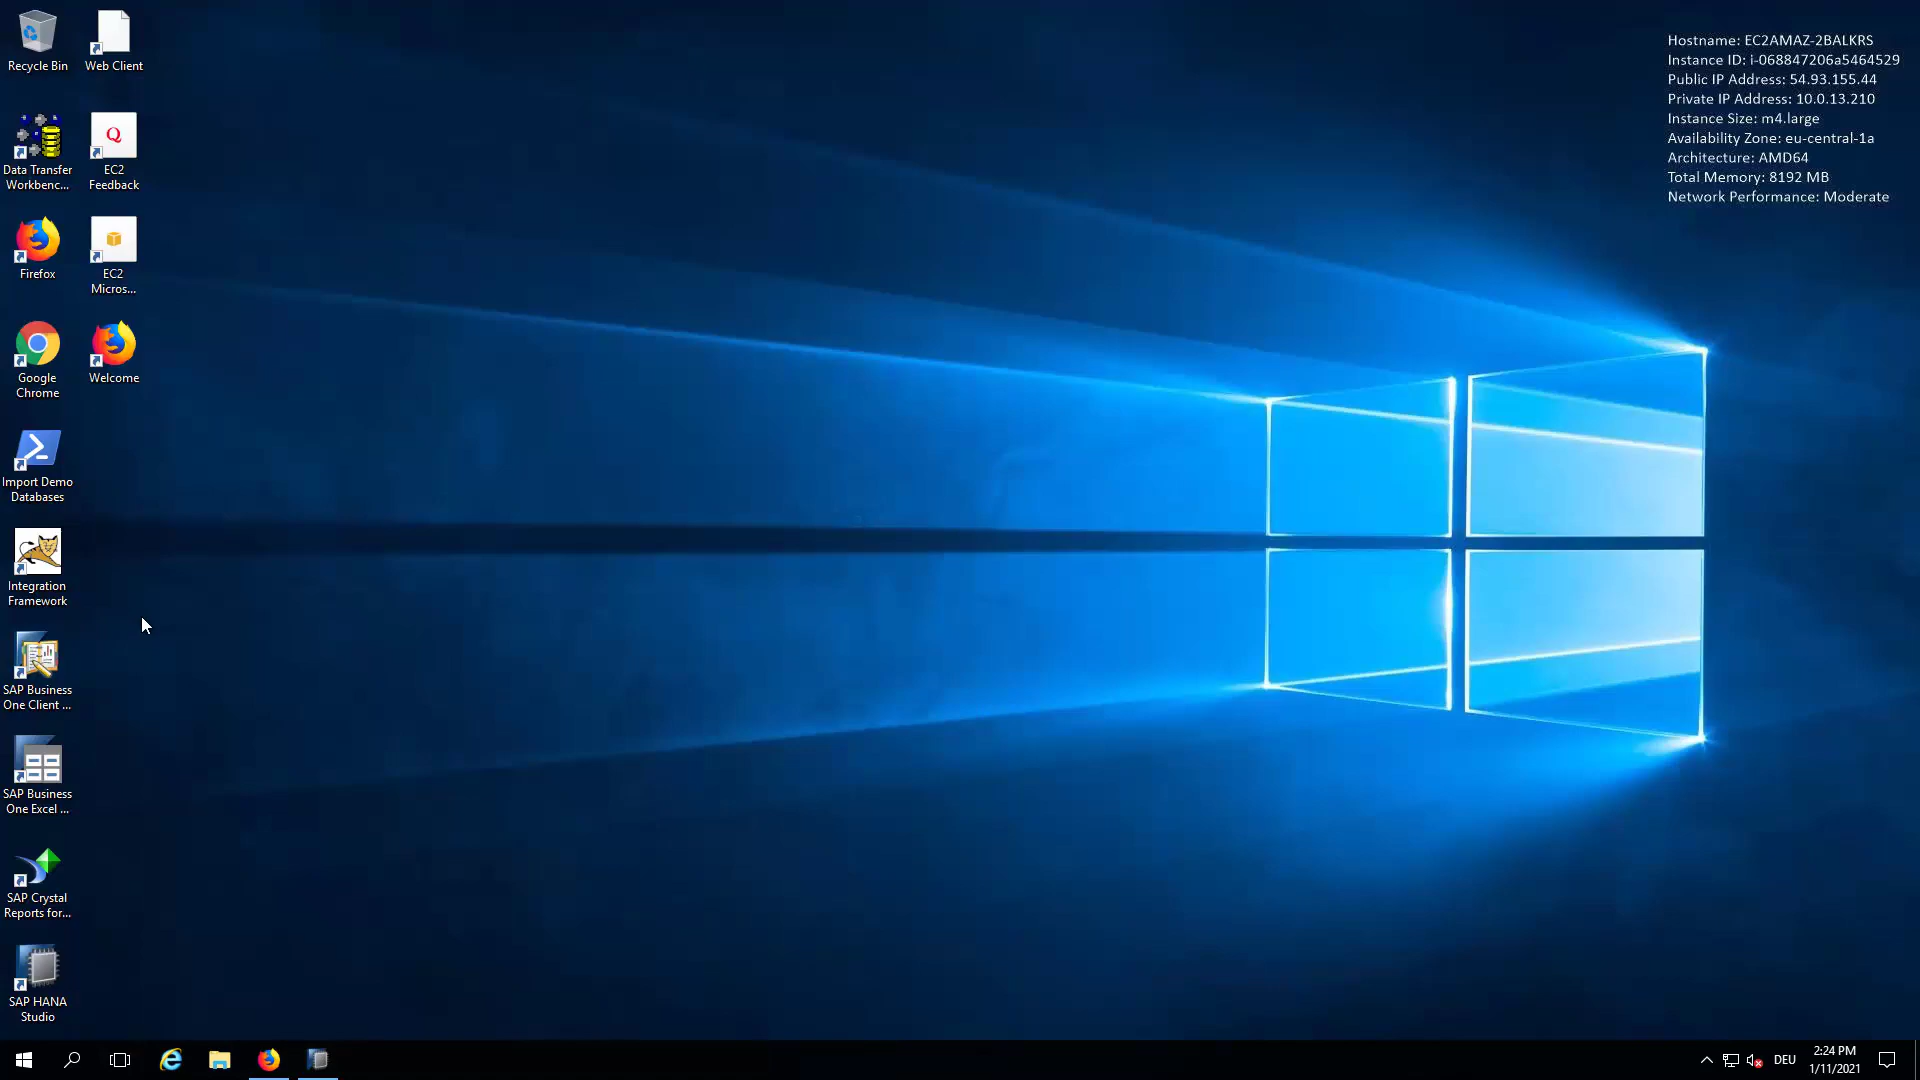 Recycle Bin
Web Client
Data Transfer
Workbenc...
Q
EC2
Feedback
Firefox
EC2
Micros...
Google
Chrome
Welcome
Import Demo
Databases
Integration
Framework
SAP Business
One Client ...
SAP Business
One Excel ...
SAP Crystal
Reports for...
SAP HANA
Studio
Hostname: EC2AMAZ-2BALKRS
Instance ID: i-068847206a5464529
Public IP Address: 54.93.155.44
Private IP Address: 10.0.13.210
Instance Size: m4.large
Availability Zone: eu-central-1a
Architecture: AMD64
Total Memory: 8192 MB
Network Performance: Moderate
DEU
2:24 PM
1/11/2021